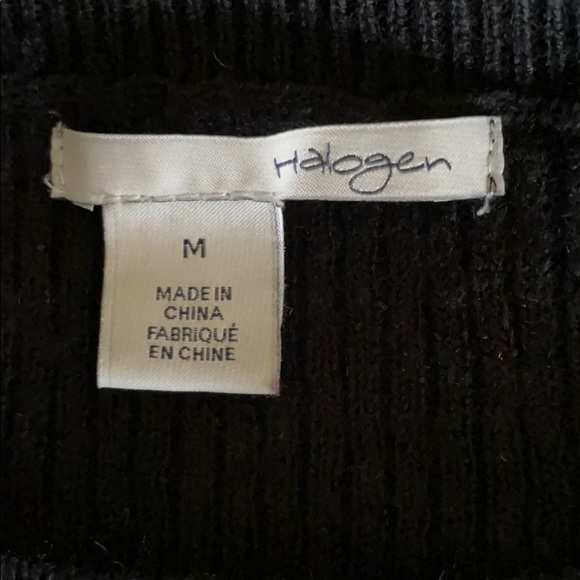 Halogen
M
MADE IN
CHINA
FABRIQUÉ
EN CHINE